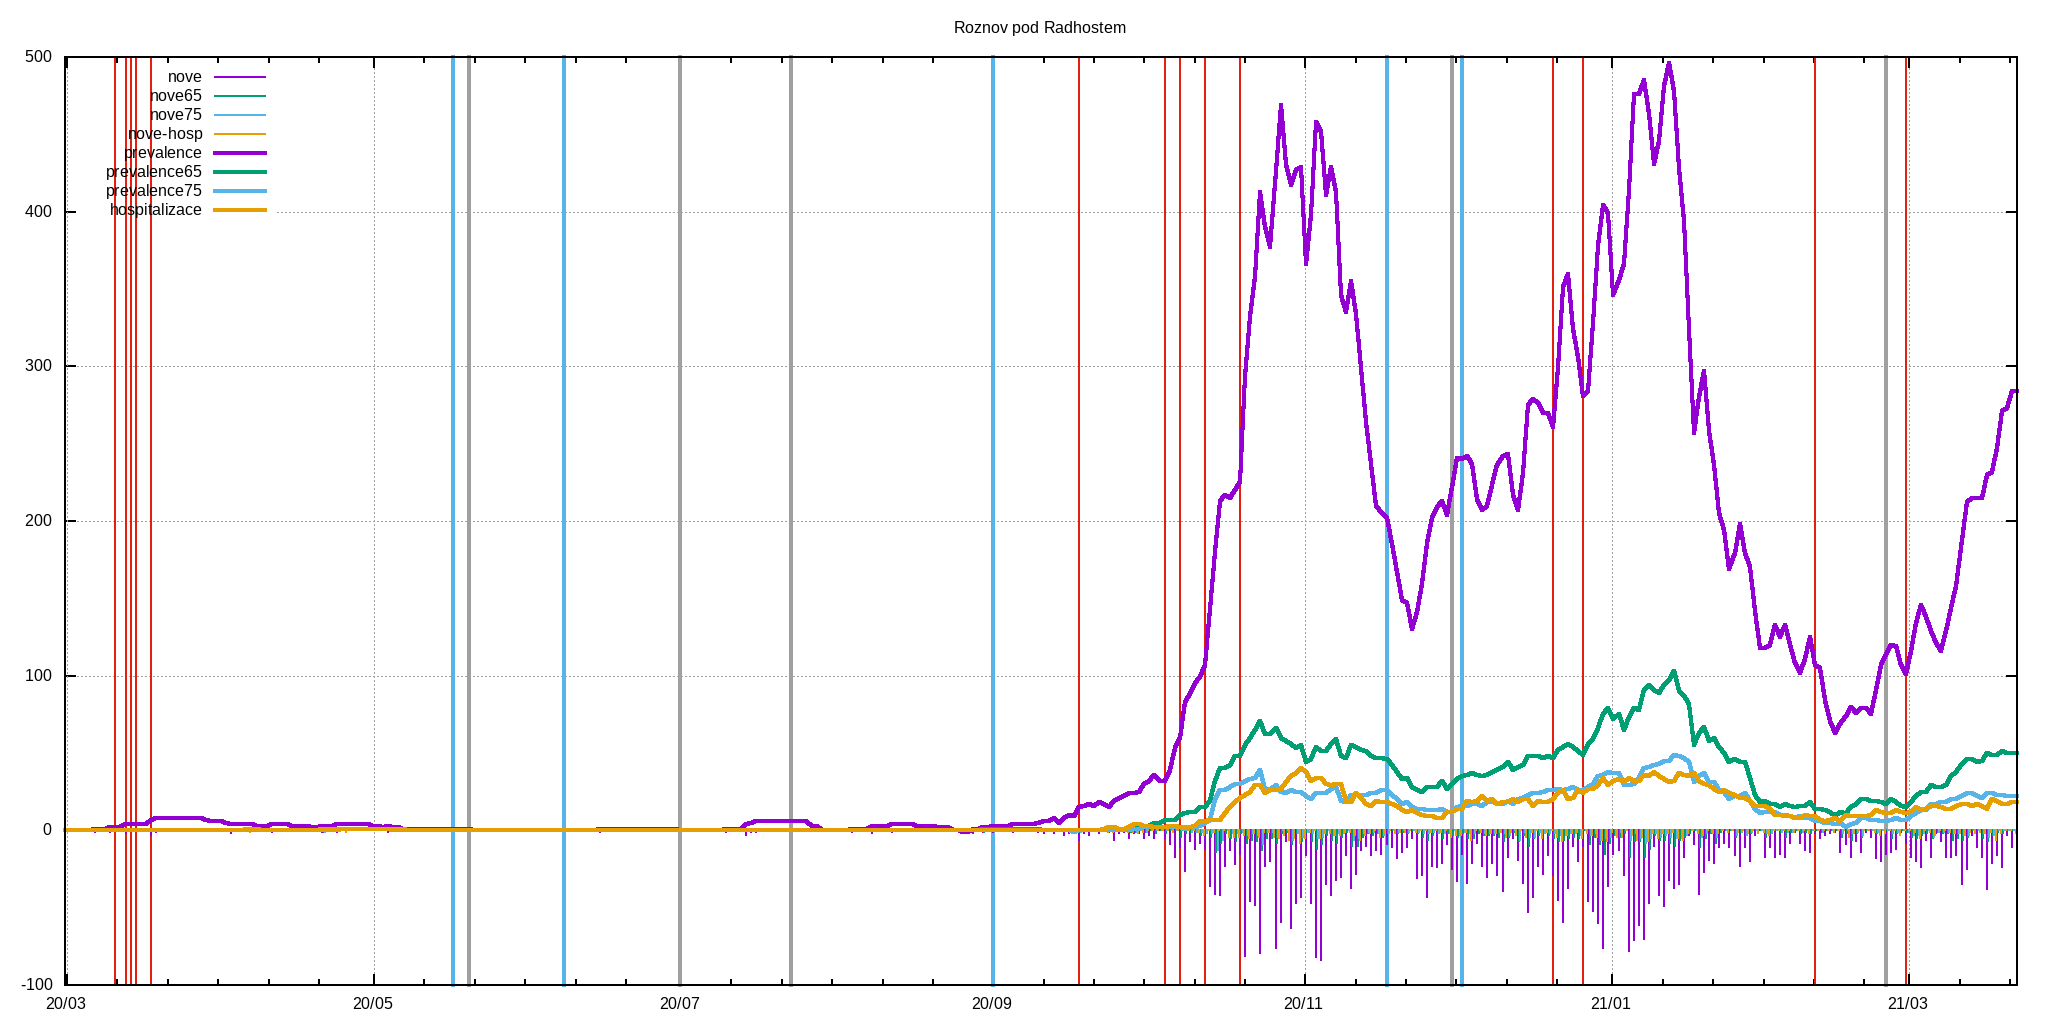 Roznov pod Radhostem
500
400
300
200
100
0
-100
nove
nove65
nove75
nove-hosp
prevalence
prevalence65
prevalence75
hospitalizace
20/03 20/05 20/07 20/09 20/11 21/01 21/03